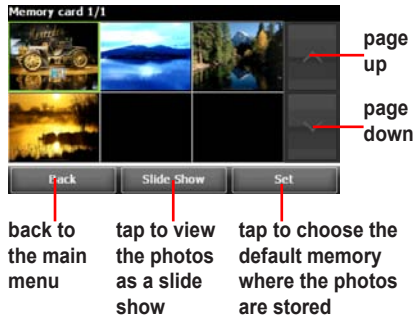 Memory card 1/1
page
up
page
down
Back
Slide Show
Set
back to
the main
menu
tap to view
the photos
as a slide
show
tap to choose the
default memory
where the photos
are stored